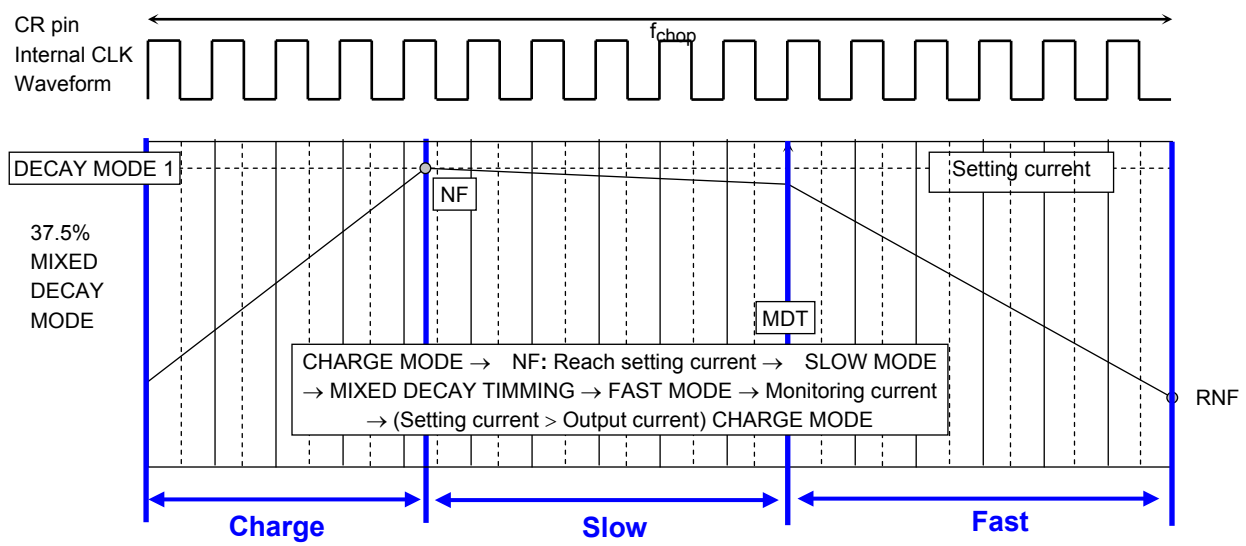 CR pin
Internal CLK
Waveform
fchop
DECAY MODE 1
Setting current
NF
37.5%
MIXED
DECAY
MODE
MDT
CHARGE MODE → NF: Reach setting current → SLOW MODE
→ MIXED DECAY TIMMING → FAST MODE → Monitoring current
→ (Setting current > Output current) CHARGE MODE
RNF
Charge
Slow
Fast